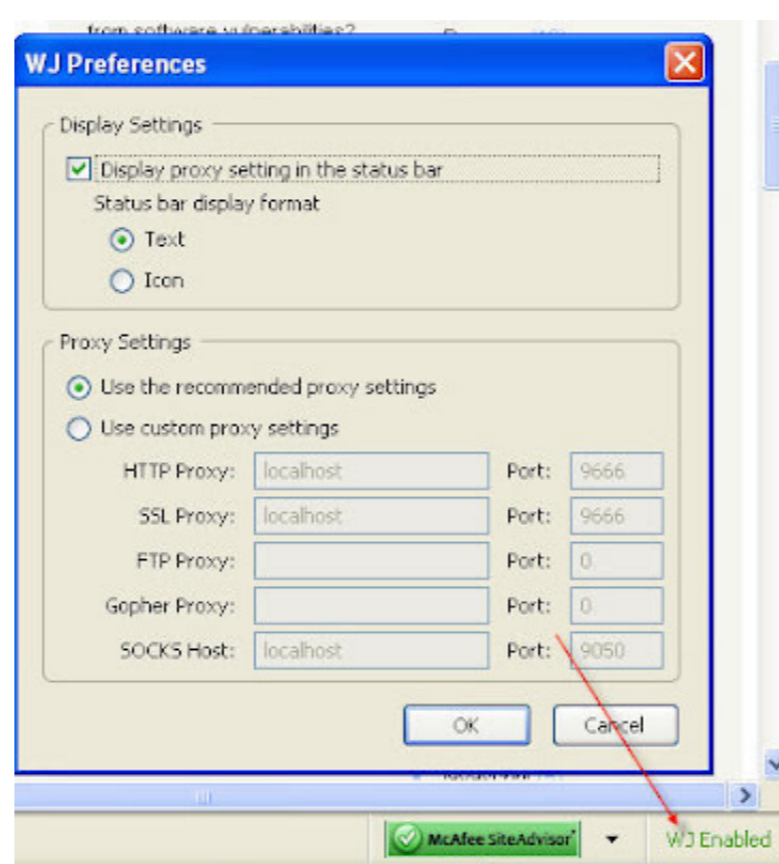 from software vulnerabilities?
WJ Preferences
Display Settings
Display proxy setting in the status bar
Status bar display format
Text
Icon
Proxy Settings
Use the recommended proxy settings
Use custom proxy settings
HTTP Proxy: localhost Port: 9666
SSL Proxy: localhost Port: 9666
FTP Proxy: Port: 0
Gopher Proxy: Port: 0
SOCKS Host: localhost Port: 9050
OK Cancel
McAfee SiteAdvisor WJ Enabled